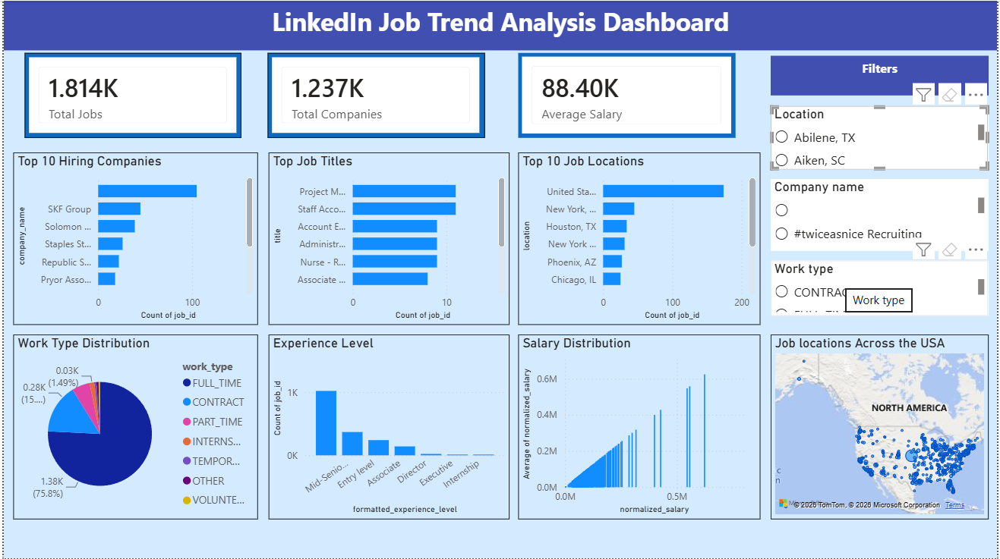 LinkedIn Job Trend Analysis Dashboard
1.814K
Total Jobs
1.237K
Total Companies
88.40K
Average Salary
Filters
Location
Abilene, TX
Aiken, SC
Company name
#twiceasnice Recruiting
Work type
CONTRAC
Work type
Top 10 Hiring Companies
company_name
SKF Group
Solomon ...
Staples St...
Republic S...
Pryor Asso...
0
100
Count of job_id
Top Job Titles
title
Project M...
Staff Acco...
Account E...
Administr...
Nurse - R...
Associate ...
0
10
Count of job_id
Top 10 Job Locations
location
United Sta...
New York, ...
Houston, TX
New York ...
Phoenix, AZ
Chicago, IL
0
100
200
Count of job_id
Work Type Distribution
0.03K
(1.49%)
0.28K
(15....)
1.38K
(75.8%)
work_type
FULL_TIME
CONTRACT
PART_TIME
INTERNS...
TEMPOR...
OTHER
VOLUNTE...
Experience Level
Count of job_id
1K
0K
Mid-Senio...
Entry level
Associate
Director
Executive
Internship
formatted_experience_level
Salary Distribution
Average of normalized_salary
0.6M
0.4M
0.2M
0.0M
0.0M
0.5M
normalized_salary
Job locations Across the USA
NORTH AMERICA
c
n
© 2026 TomTom, © 2026 Microsoft Corporation Terms